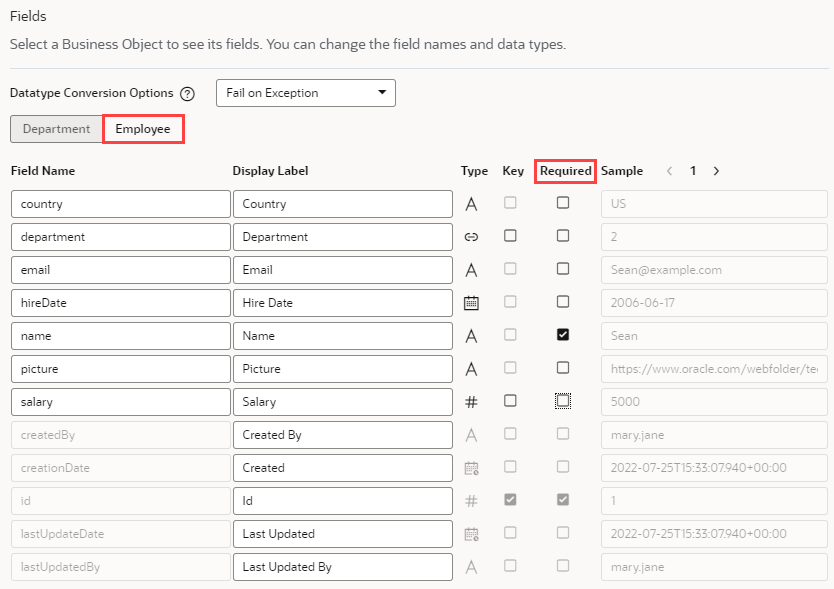 Fields
Select a Business Object to see its fields. You can change the field names and data types.
Datatype Conversion Options ? Fail on Exception
Department Employee
Field Name Display Label Type Key Required Sample < 1 >
country Country A US
department Department 2
email Email A Sean@example.com
hireDate Hire Date 2006-06-17
name Name A Sean
picture Picture A https://www.oracle.com/webfolder/te
salary Salary # 5000
createdBy Created By A mary.jane
creationDate Created 2022-07-25T15:33:07.940+00:00
id Id # 1
lastUpdateDate Last Updated 2022-07-25T15:33:07.940+00:00
lastUpdatedBy Last Updated By A mary.jane